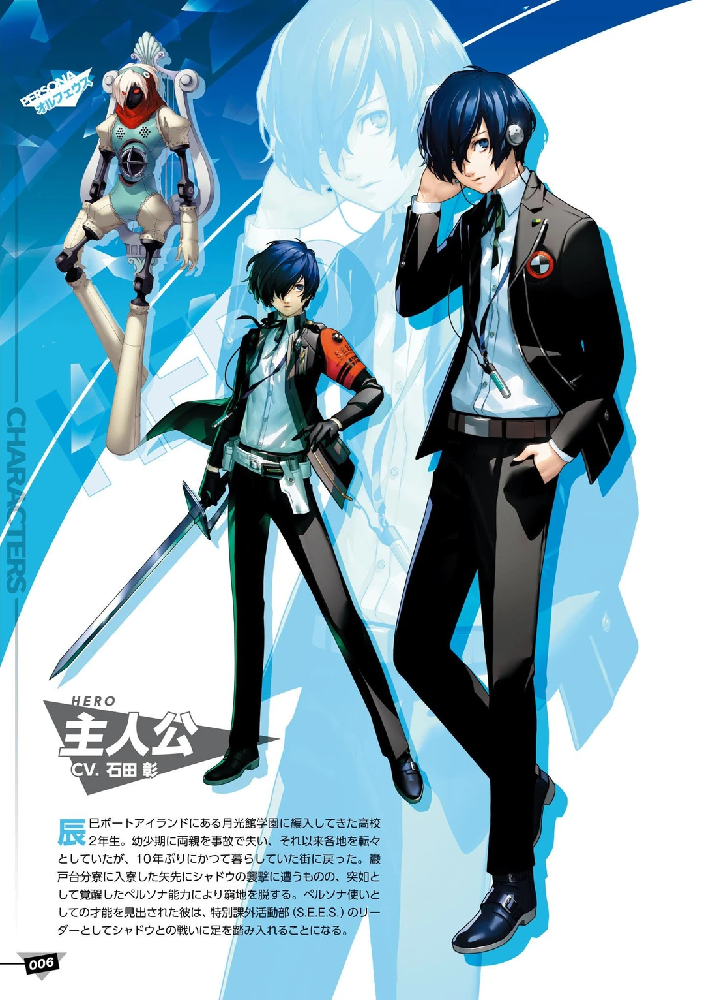 PERSONA
オルフェウス
CHARACTERS
HERO
HERO
主人公
CV. 石田 彰
辰巳ポートアイランドにある月光館学園に編入してきた高校
2年生。幼少期に両親を事故で失い、それ以来各地を転々
としていたが、10年ぶりにかつて暮らしていた街に戻った。巌
戸台分寮に入寮した矢先にシャドウの襲撃に遭うものの、突如と
して覚醒したペルソナ能力により窮地を脱する。ペルソナ使いと
しての才能を見出された彼は、特別課外活動部（S.E.E.S.）のリー
ダーとしてシャドウとの戦いに足を踏み入れることになる。
006